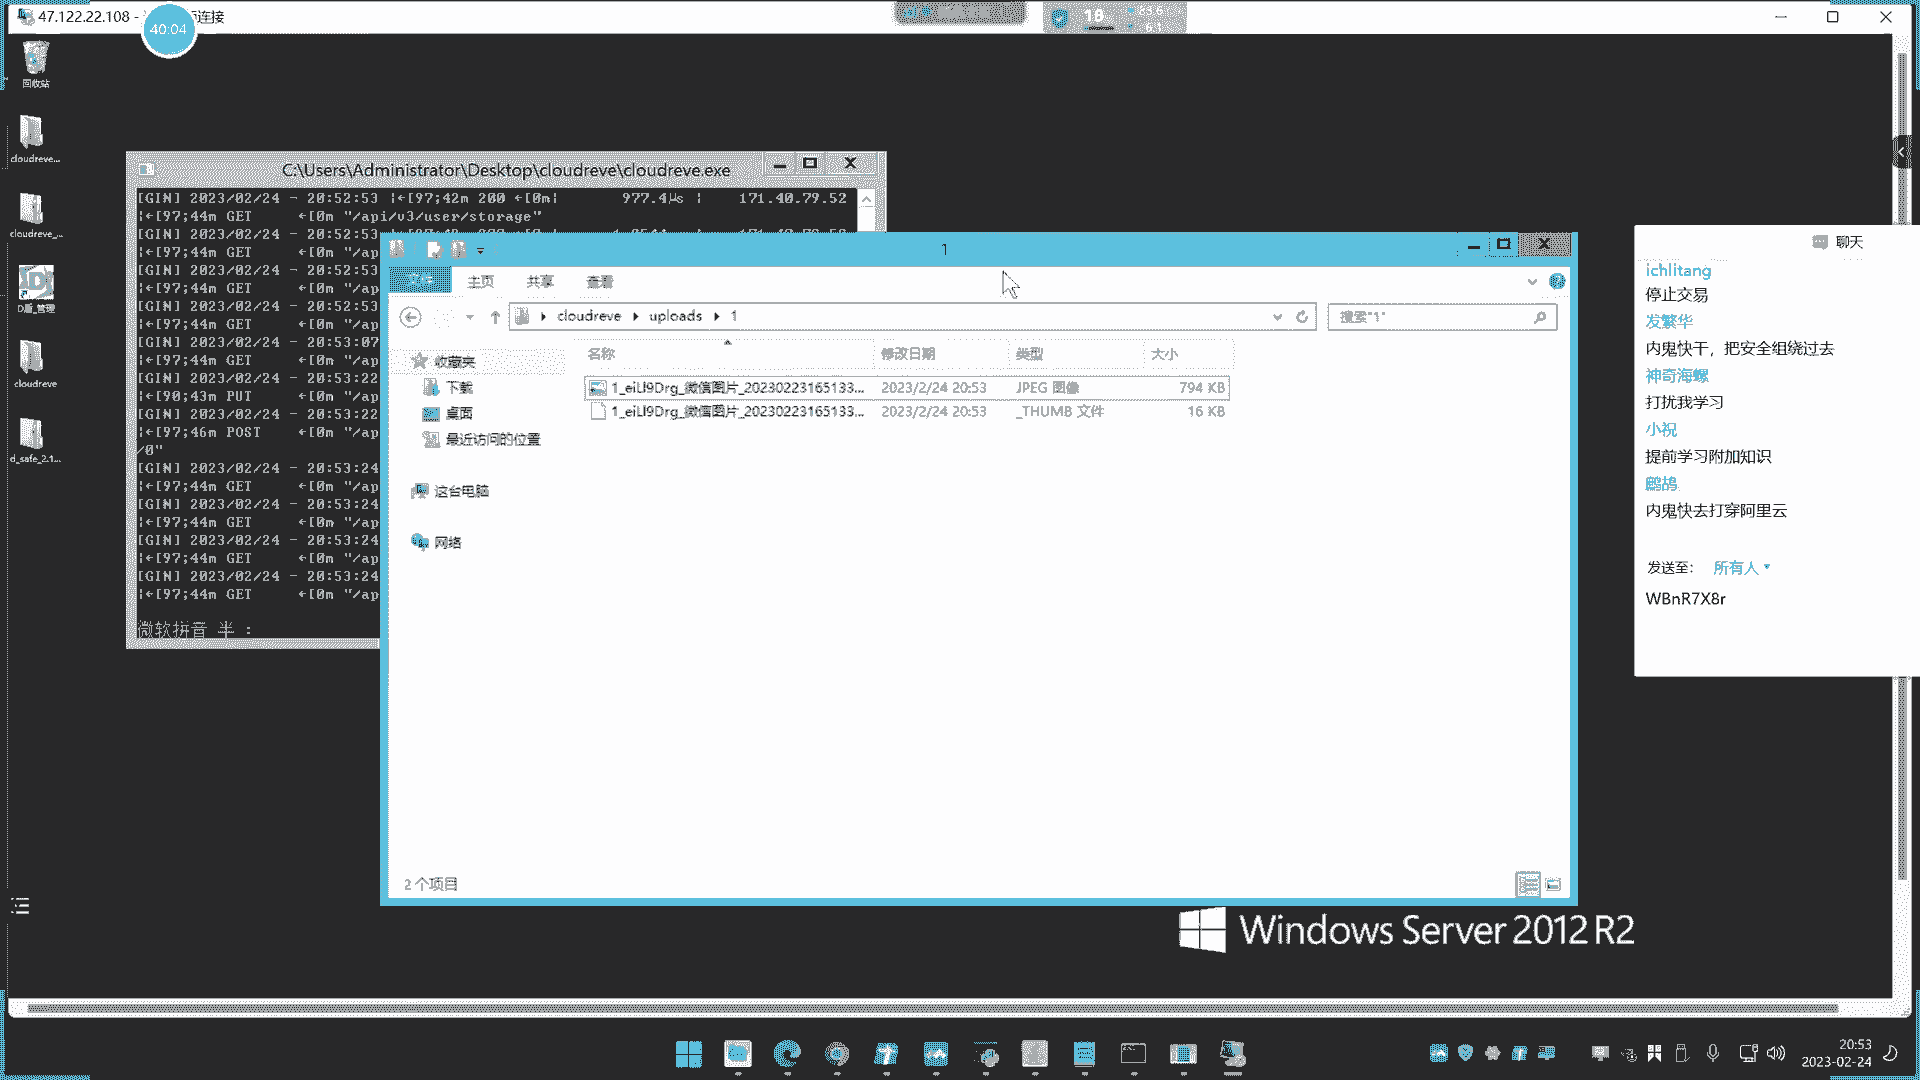 47.122.22.108 -
连接
40:04
18
回收站
cloudreve...
cloudreve_...
D盾_管理
cloudreve
d_safe_2.1...
C:\Users\Administrator\Desktop\cloudreve\cloudreve.exe
[GIN] 2023/02/24 - 20:52:53 |←[97;42m 200 ←[0m| 977.4µs | 171.40.79.52
|←[97;44m GET ←[0m "/api/v3/user/storage"
[GIN] 2023/02/24 - 20:52:53
|←[97;44m GET ←[0m "/ap
[GIN] 2023/02/24 - 20:52:53
|←[97;44m GET ←[0m "/ap
[GIN] 2023/02/24 - 20:52:53
|←[97;44m GET ←[0m "/ap
[GIN] 2023/02/24 - 20:53:07
|←[97;44m GET ←[0m "/ap
[GIN] 2023/02/24 - 20:53:22
|←[90;43m PUT ←[0m "/ap
[GIN] 2023/02/24 - 20:53:22
|←[97;46m POST ←[0m "/ap
/0"
[GIN] 2023/02/24 - 20:53:24
|←[97;44m GET ←[0m "/ap
[GIN] 2023/02/24 - 20:53:24
|←[97;44m GET ←[0m "/ap
[GIN] 2023/02/24 - 20:53:24
|←[97;44m GET ←[0m "/ap
[GIN] 2023/02/24 - 20:53:24
|←[97;44m GET ←[0m "/ap
微软拼音 半 :
1
文件 主页 共享 查看
cloudreve uploads 1
搜索"1"
名称 修改日期 类型 大小
1_eiLl9Drg_微信图片_20230223165133... 2023/2/24 20:53 JPEG 图像 794 KB
1_eiLl9Drg_微信图片_20230223165133... 2023/2/24 20:53 _THUMB 文件 16 KB
收藏夹
下载
桌面
最近访问的位置
这台电脑
网络
2 个项目
聊天
ichlitang
停止交易
发繁华
内鬼快干，把安全组绕过去
神奇海螺
打扰我学习
小祝
提前学习附加知识
鹧鸪
内鬼快去打穿阿里云
发送至： 所有人
WBnR7X8r
Windows Server 2012 R2
20:53
2023-02-24